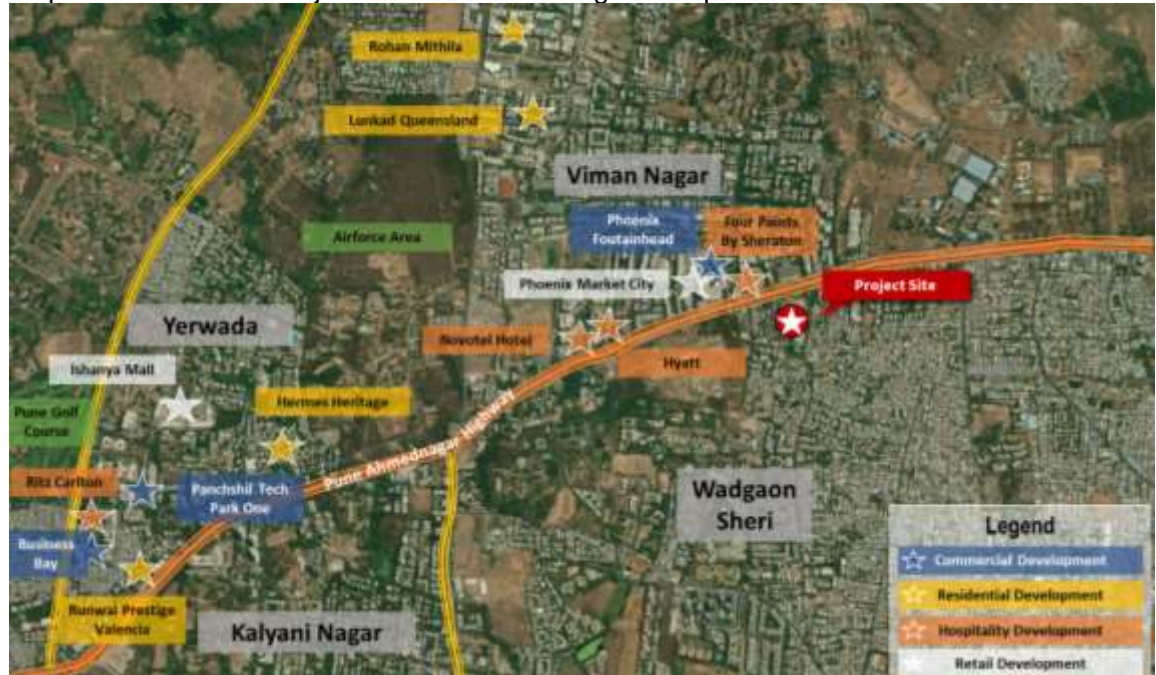 Rohan Mithila
Lunkad Queensland
Viman Nagar
Phoenix
Foutainhead
Four Points
By Sheraton
Airforce Area
Phoenix Market City
Project Site
Yerwada
Novotel Hotel
Hyatt
Ishanya Mall
Pune Golf
Course
Hermes Heritage
Pune Ahmednagar Highway
Ritz Carlton
Panchshil Tech
Park One
Wadgaon
Sheri
Business
Bay
Runwal Prestige
Valencia
Kalyani Nagar
Legend
Commercial Development
Residential Development
Hospitality Development
Retail Development